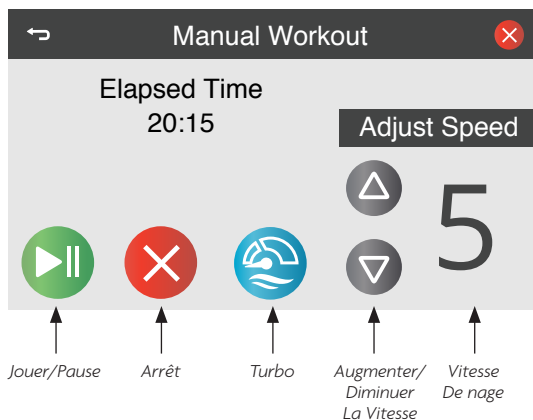 Manual Workout
Elapsed Time
20:15
Adjust Speed
5
Jouer/Pause
Arrêt
Turbo
Augmenter/
Diminuer
La Vitesse
Vitesse
De nage